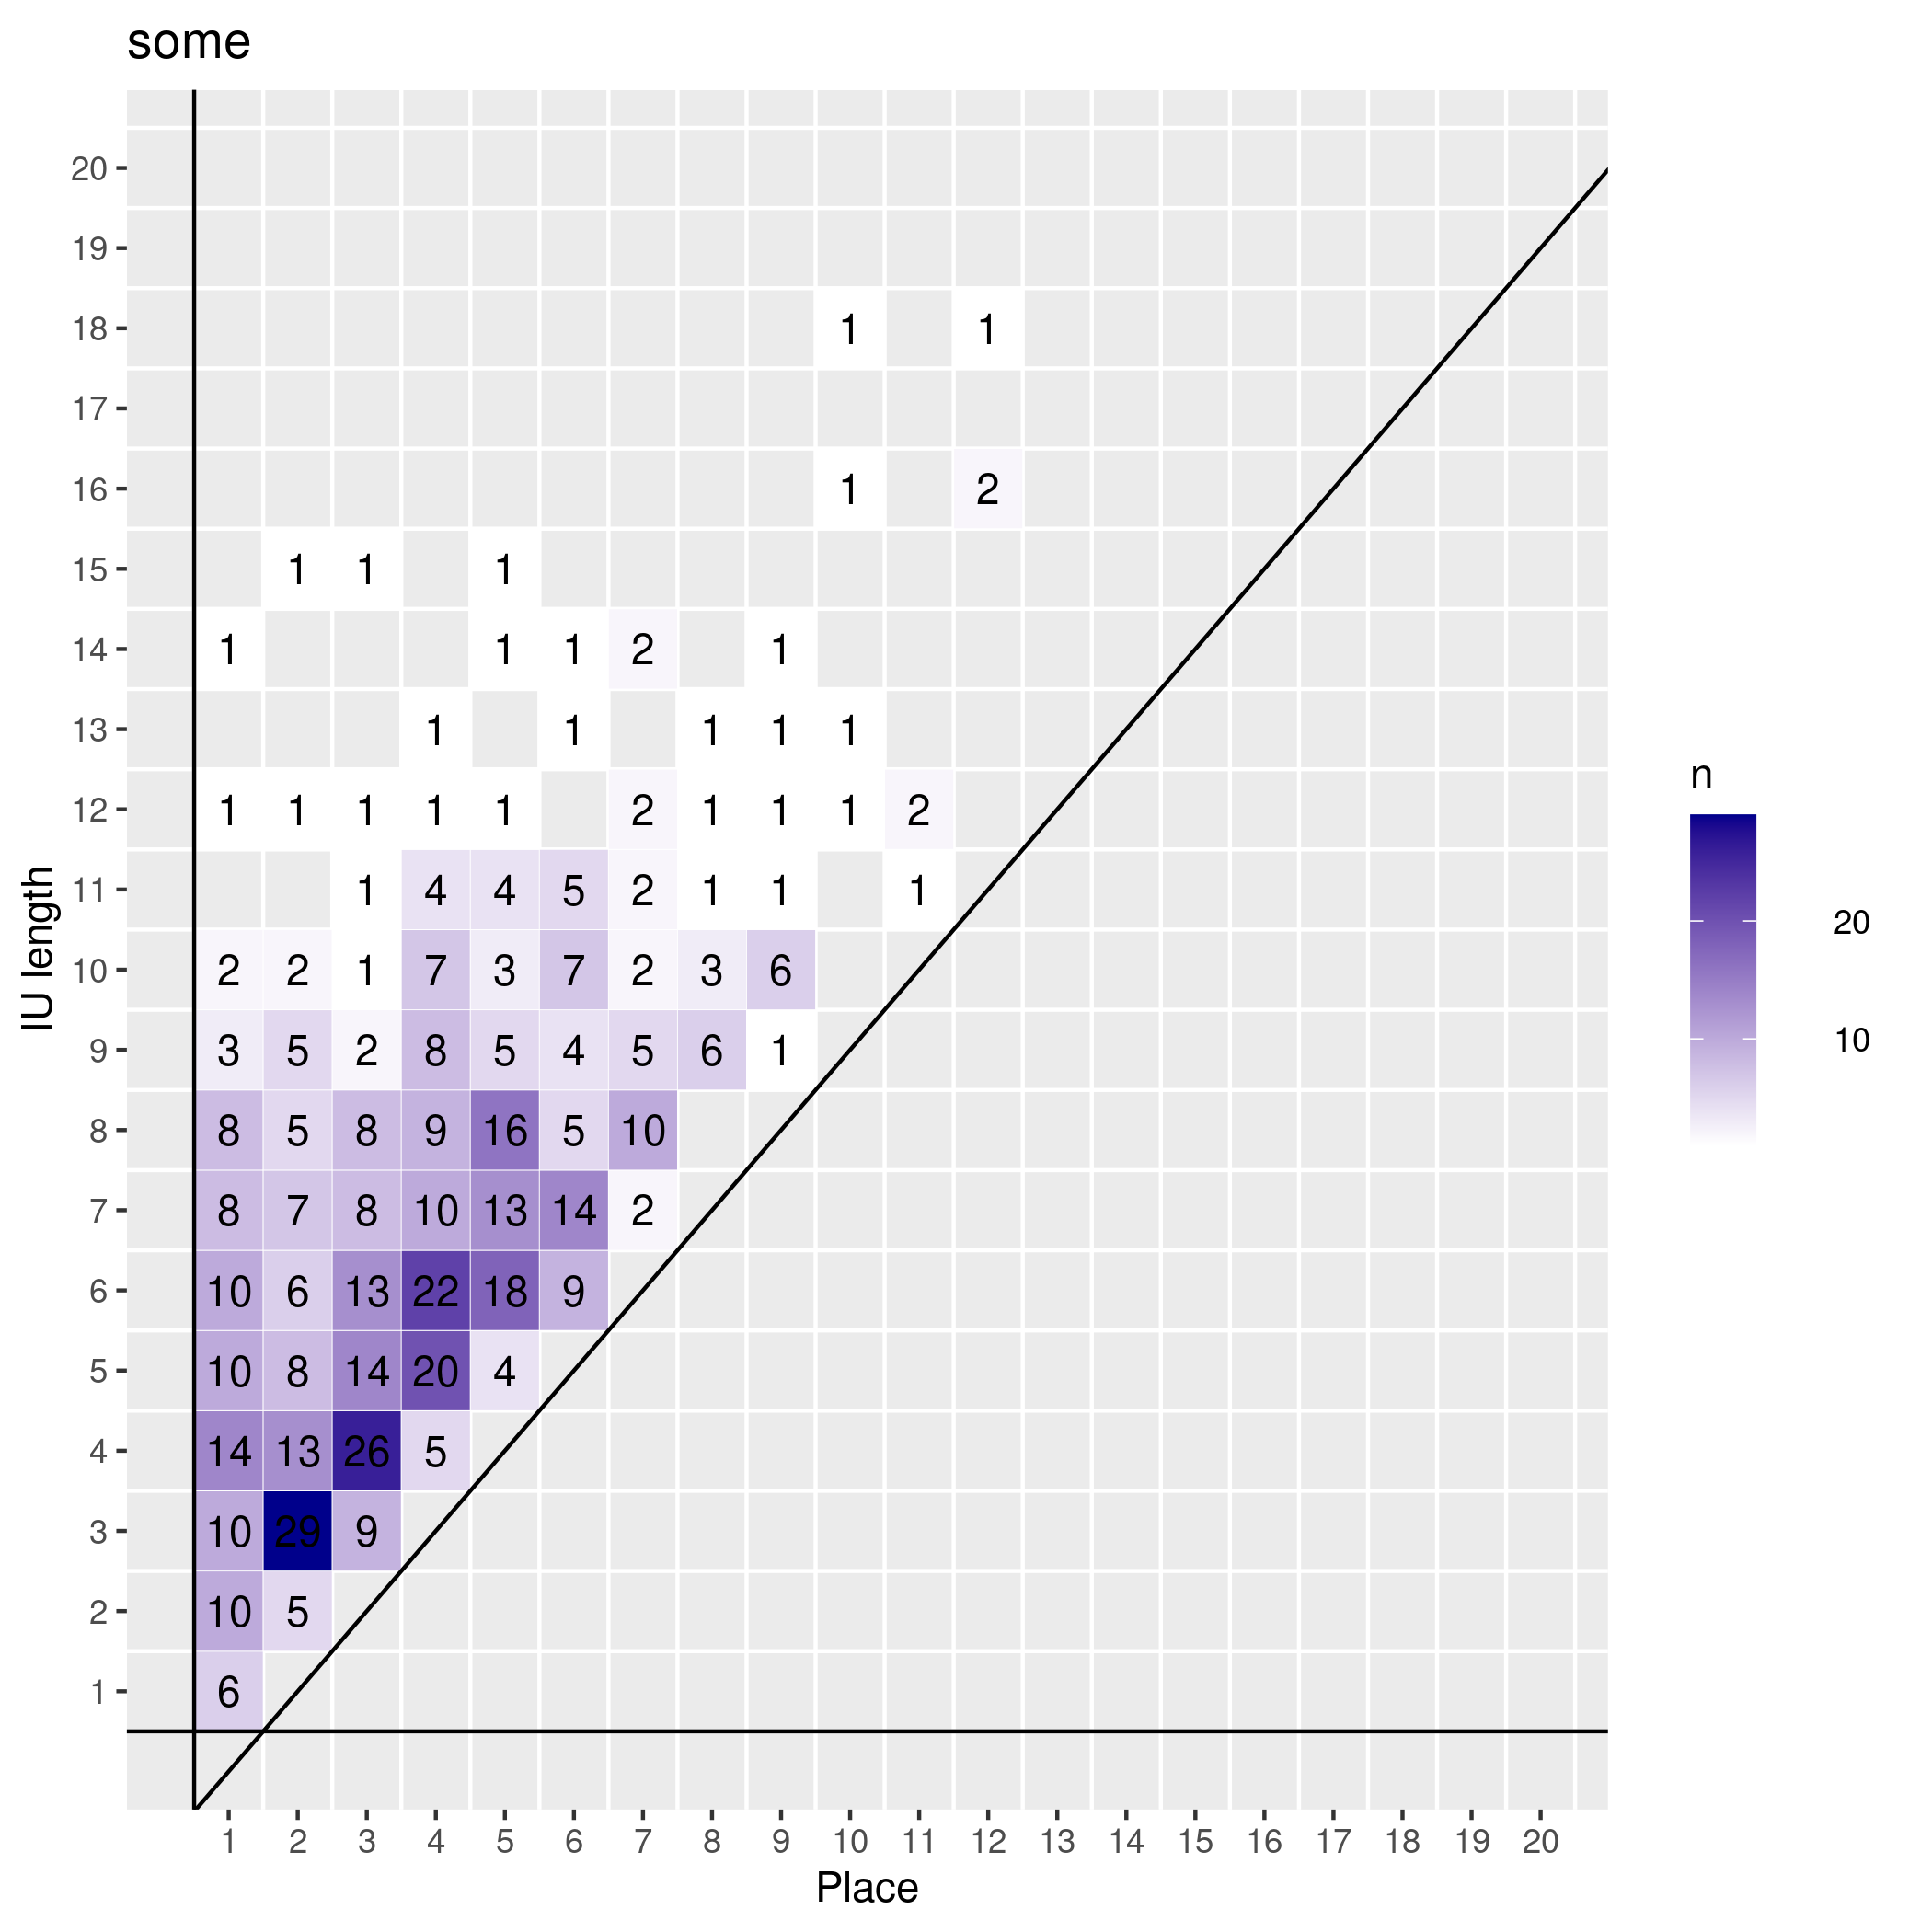 some
20
19
18 1 1
17
16 1 2
15 1 1 1
14 1 1 1 2 1
13 1 1 1 1 1
12 1 1 1 1 1 2 1 1 1 2
11 1 4 4 5 2 1 1 1
10 2 2 1 7 3 7 2 3 6
9 3 5 2 8 5 4 5 6 1
8 8 5 8 9 16 5 10
7 8 7 8 10 13 14 2
6 10 6 13 22 18 9
5 10 8 14 20 4
4 14 13 26 5
3 10 29 9
2 10 5
1 6
1 2 3 4 5 6 7 8 9 10 11 12 13 14 15 16 17 18 19 20
Place
IU length
n
20
10